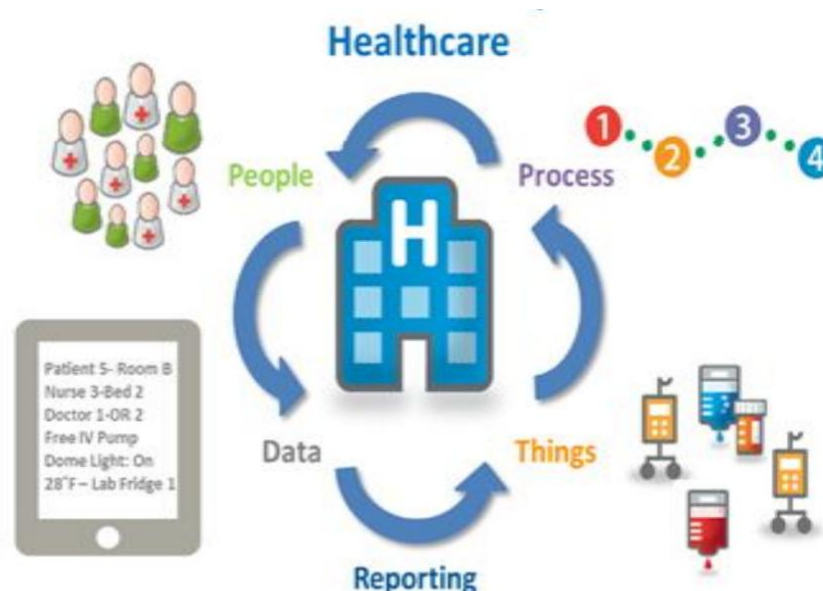 Healthcare
1
2
3
4
People
Process
H
Patient 5- Room B
Nurse 3-Bed 2
Doctor 1-OR 2
Free IV Pump
Dome Light: On
28°F – Lab Fridge 1
Data
Things
Reporting